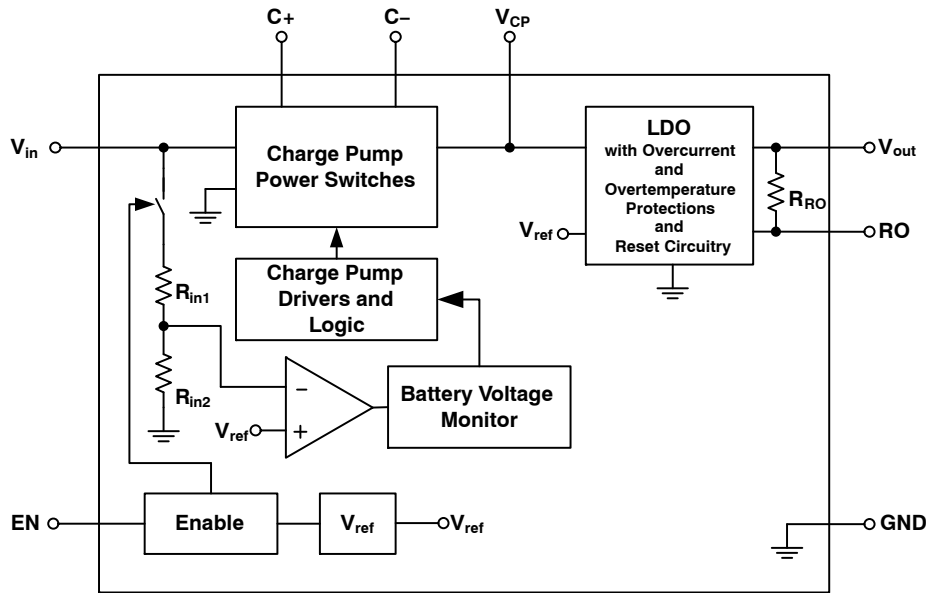 C+
C−
VCP
Vin
Charge Pump
Power Switches
LDO
with Overcurrent
and
Overtemperature
Protections
and
Reset Circuitry
Vout
RRO
RO
Vref
Charge Pump
Drivers and
Logic
Rin1
Rin2
−
+
Vref
Battery Voltage
Monitor
EN
Enable
Vref
Vref
GND